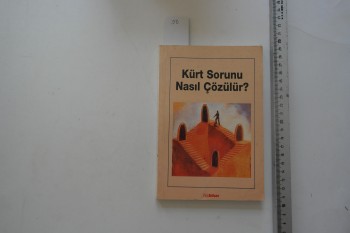 Kürt Sorunu
Nasıl Çözülür?